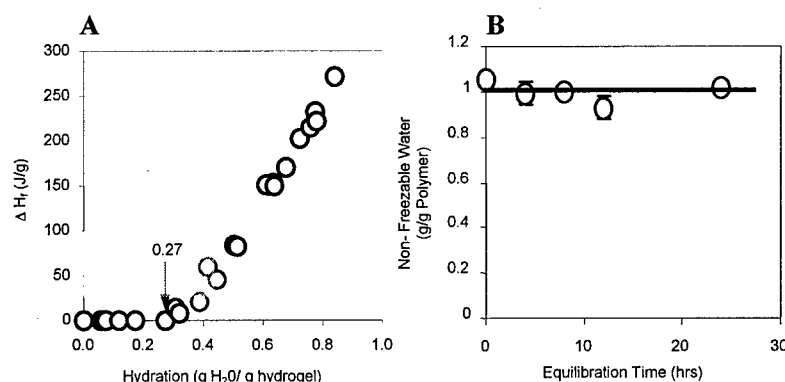 A
300
250
200
150
100
50
0
Δ Hf (J/g)
0.27
0.0 0.2 0.4 0.6 0.8 1.0
Hydration (g H20/ g hydrogel)
B
1.2
1
0.8
0.6
0.4
0.2
0
Non- Freezable Water
(g/g Polymer)
0 10 20 30
Equilibration Time (hrs)